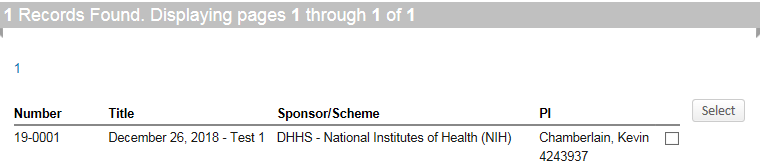 1 Records Found. Displaying pages 1 through 1 of 1
1
Number Title Sponsor/Scheme PI Select
19-0001 December 26, 2018 - Test 1 DHHS - National Institutes of Health (NIH) Chamberlain, Kevin
4243937